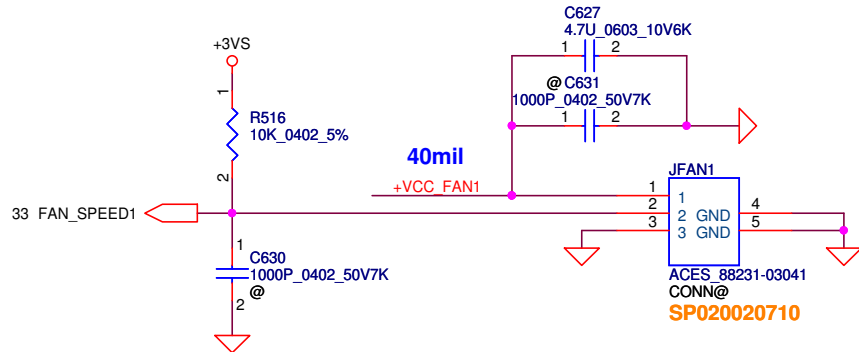 C627
4.7U_0603_10V6K
1 2
+3VS
@ C631
1000P_0402_50V7K
1 2
1
R516
10K_0402_5%
2
40mil
+VCC_FAN1
JFAN1
1 1
2 2 GND 4
3 3 GND 5
33 FAN_SPEED1
1
C630
1000P_0402_50V7K
@
2
ACES_88231-03041
CONN@
SP020020710